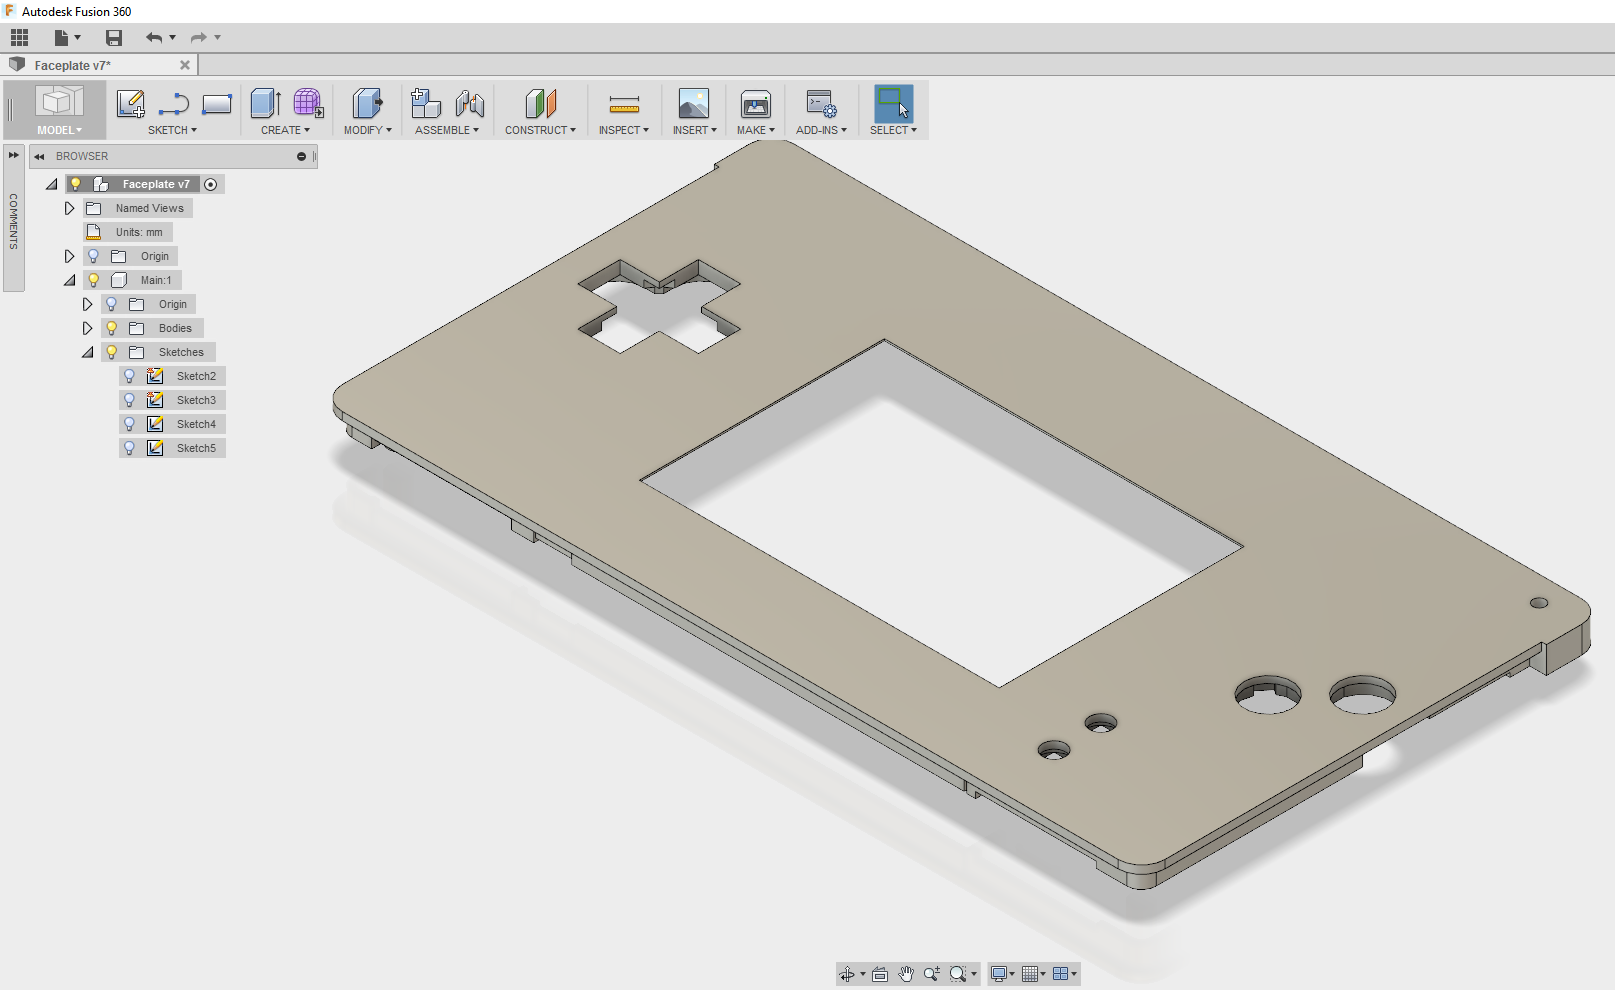 Autodesk Fusion 360
Faceplate v7*
MODEL
SKETCH
CREATE
MODIFY
ASSEMBLE
CONSTRUCT
INSPECT
INSERT
MAKE
ADD-INS
SELECT
BROWSER
COMMENTS
Faceplate v7
Named Views
Units: mm
Origin
Main:1
Origin
Bodies
Sketches
Sketch2
Sketch3
Sketch4
Sketch5